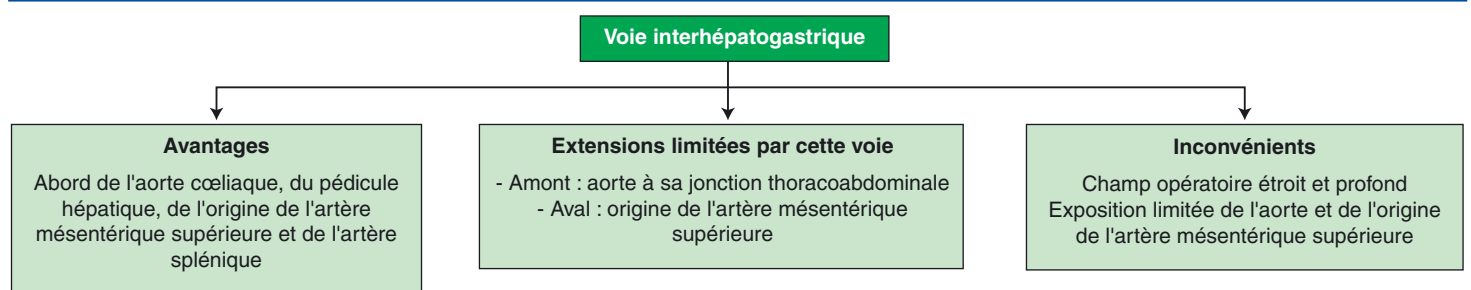 Voie interhépatogastrique
Avantages
Abord de l'aorte cœliaque, du pédicule
hépatique, de l'origine de l'artère
mésentérique supérieure et de l'artère
splénique
Extensions limitées par cette voie
- Amont : aorte à sa jonction thoracoabdominale
- Aval : origine de l'artère mésentérique
supérieure
Inconvénients
Champ opératoire étroit et profond
Exposition limitée de l'aorte et de l'origine
de l'artère mésentérique supérieure